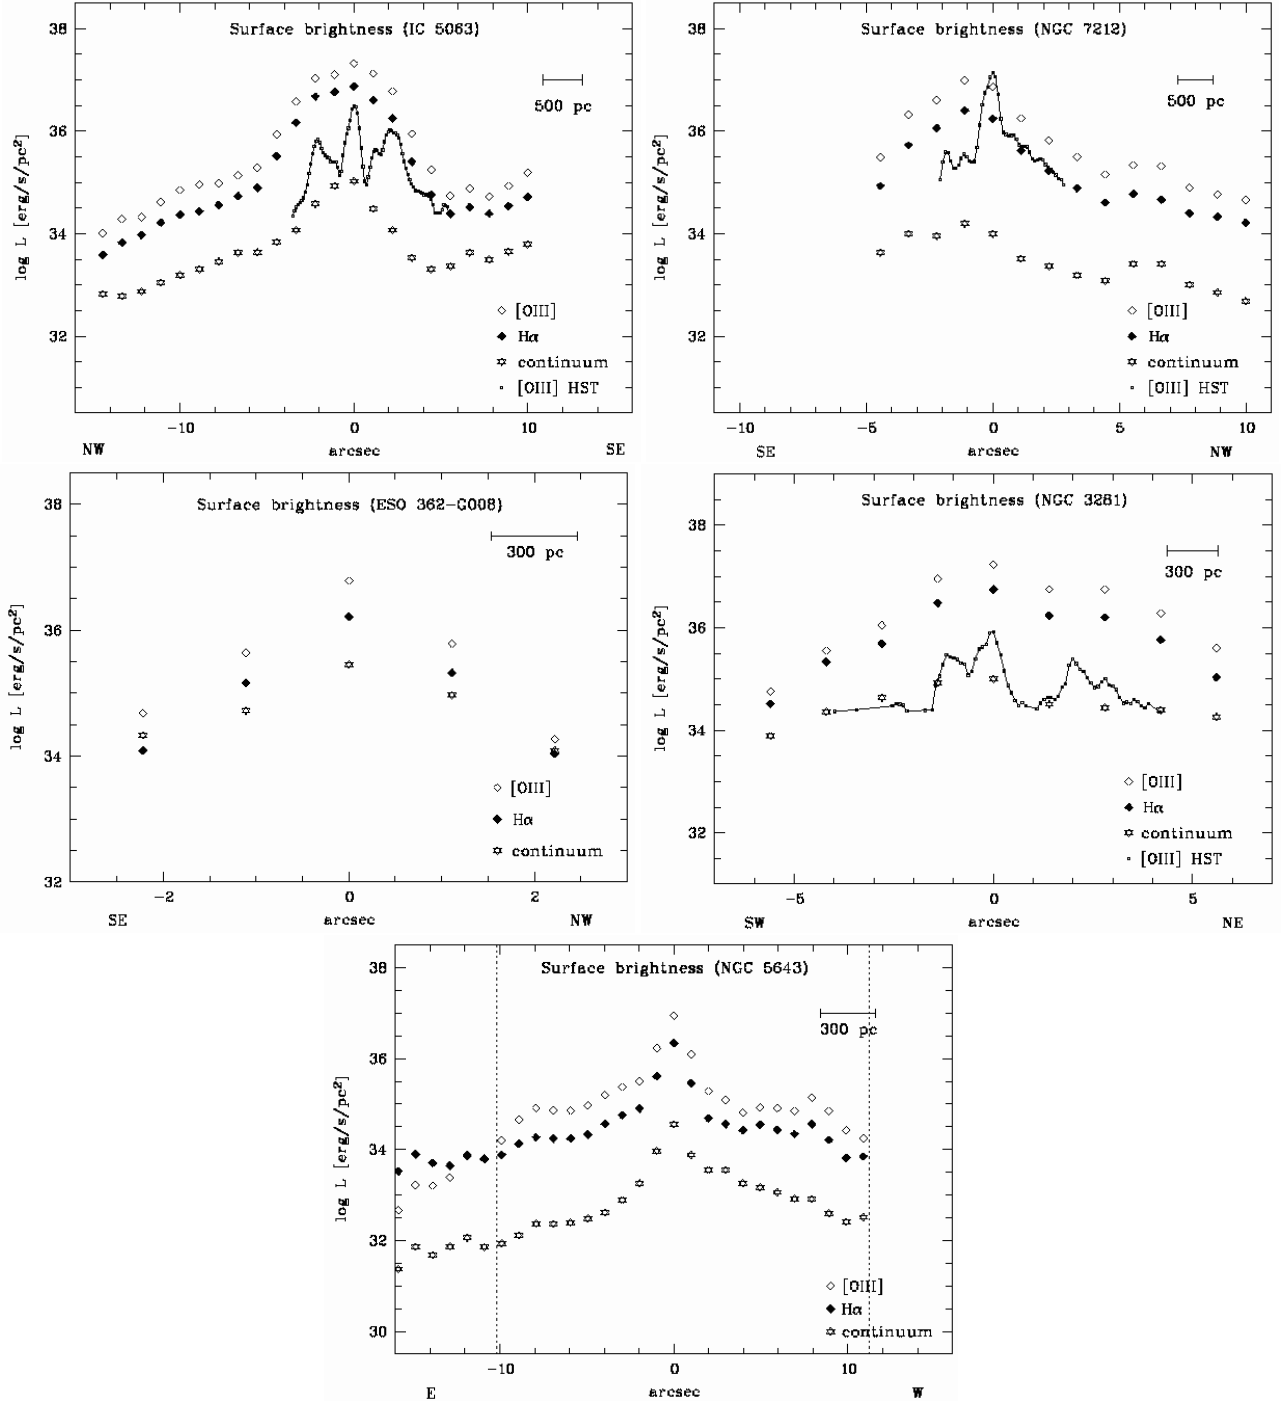 Surface brightness (IC 5063)
500 pc
log L [erg/s/pc2]
38
36
34
32
[OIII]
Hα
continuum
[OIII] HST
-10 0 10
NW arcsec SE
Surface brightness (NGC 7212)
500 pc
log L [erg/s/pc2]
38
36
34
32
[OIII]
Hα
continuum
[OIII] HST
-10 -5 0 5 10
SE arcsec NW
Surface brightness (ESO 362-G008)
300 pc
log L [erg/s/pc2]
38
36
34
32
[OIII]
Hα
continuum
-2 0 2
SE arcsec NW
Surface brightness (NGC 3281)
300 pc
log L [erg/s/pc2]
38
36
34
32
[OIII]
Hα
continuum
[OIII] HST
-5 0 5
SW arcsec NE
Surface brightness (NGC 5643)
300 pc
log L [erg/s/pc2]
38
36
34
32
30
[OIII]
Hα
continuum
-10 0 10
E arcsec W